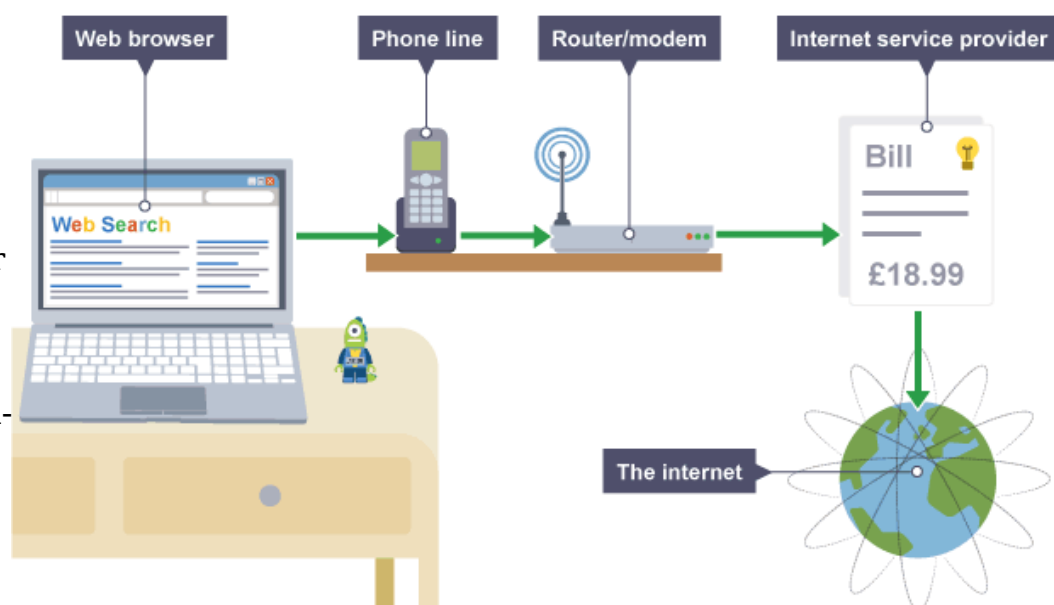 Web browser
Phone line
Router/modem
Internet service provider
Web Search
Bill
£18.99
The internet